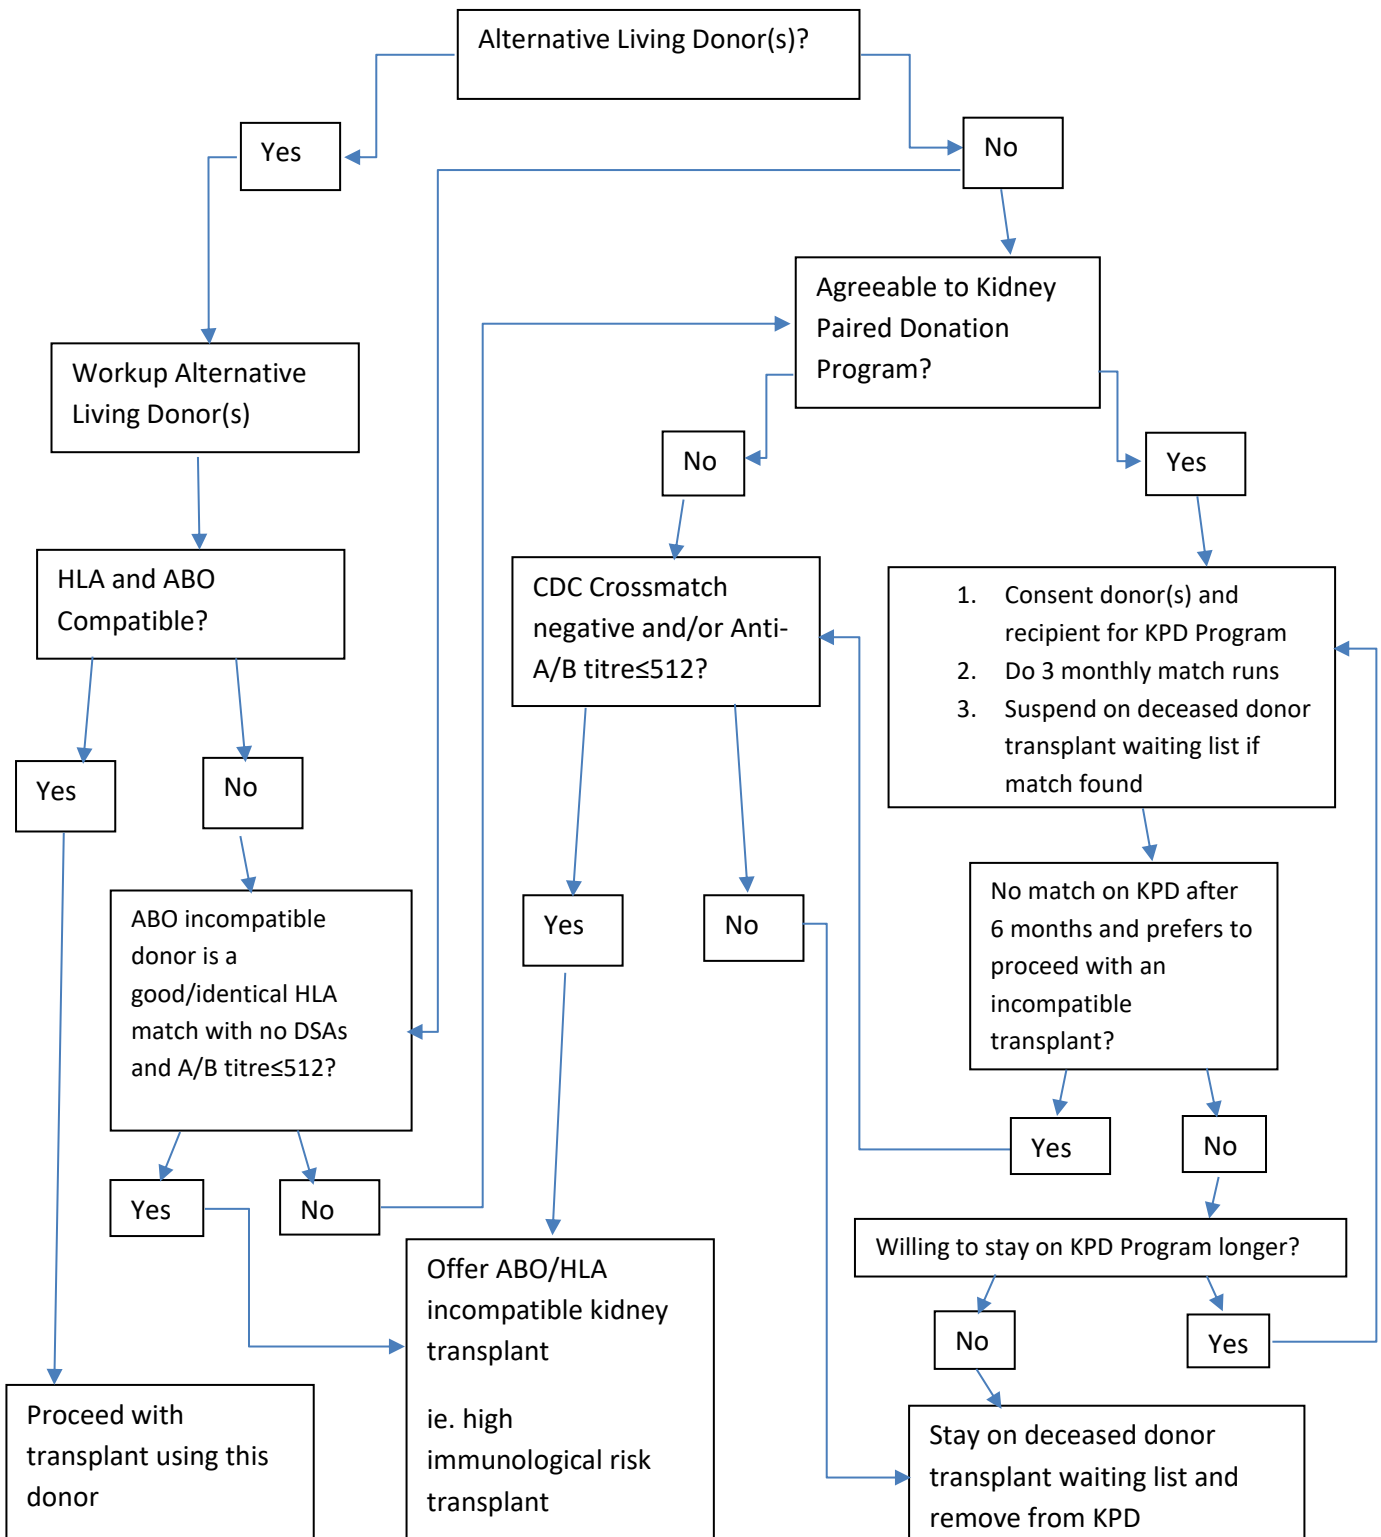 Alternative Living Donor(s)?
Yes
No
Agreeable to Kidney
Paired Donation
Program?
Workup Alternative
Living Donor(s)
No
Yes
HLA and ABO
Compatible?
CDC Crossmatch
negative and/or Anti-
A/B titre≤512?
1. Consent donor(s) and
recipient for KPD Program
2. Do 3 monthly match runs
3. Suspend on deceased donor
transplant waiting list if
match found
Yes
No
ABO incompatible
donor is a
good/identical HLA
match with no DSAs
and A/B titre≤512?
Yes
No
No match on KPD after
6 months and prefers to
proceed with an
incompatible
transplant?
Yes
No
Yes
No
Willing to stay on KPD Program longer?
No
Yes
Proceed with
transplant using this
donor
Offer ABO/HLA
incompatible kidney
transplant
ie. high
immunological risk
transplant
Stay on deceased donor
transplant waiting list and
remove from KPD